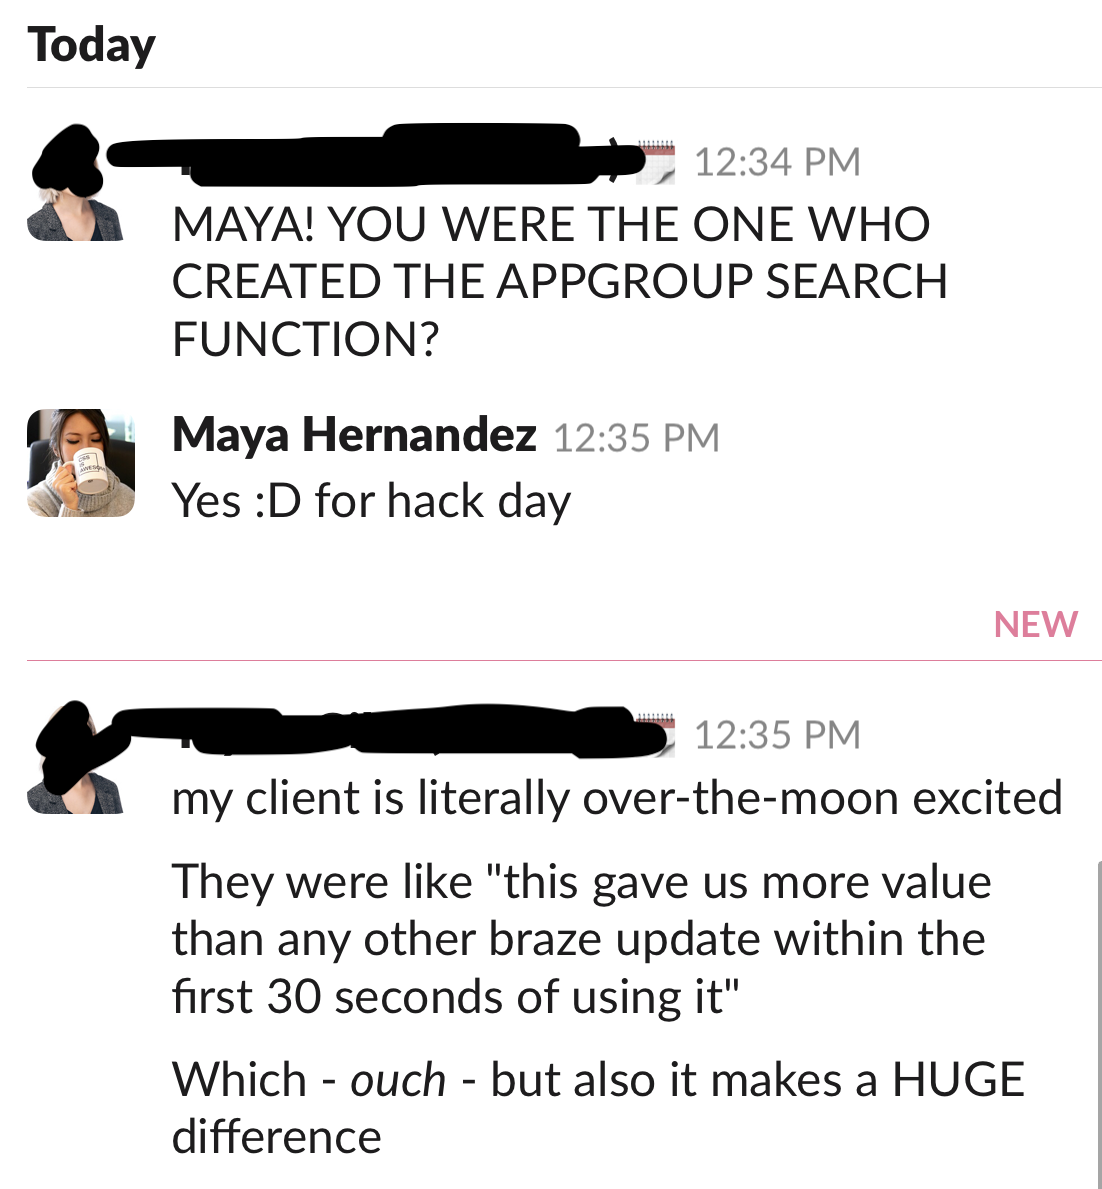 Today
12:34 PM
MAYA! YOU WERE THE ONE WHO
CREATED THE APPGROUP SEARCH
FUNCTION?
Maya Hernandez 12:35 PM
CSS
IS
AWESOME
Yes :D for hack day
NEW
12:35 PM
my client is literally over-the-moon excited
They were like "this gave us more value
than any other braze update within the
first 30 seconds of using it"
Which - ouch - but also it makes a HUGE
difference